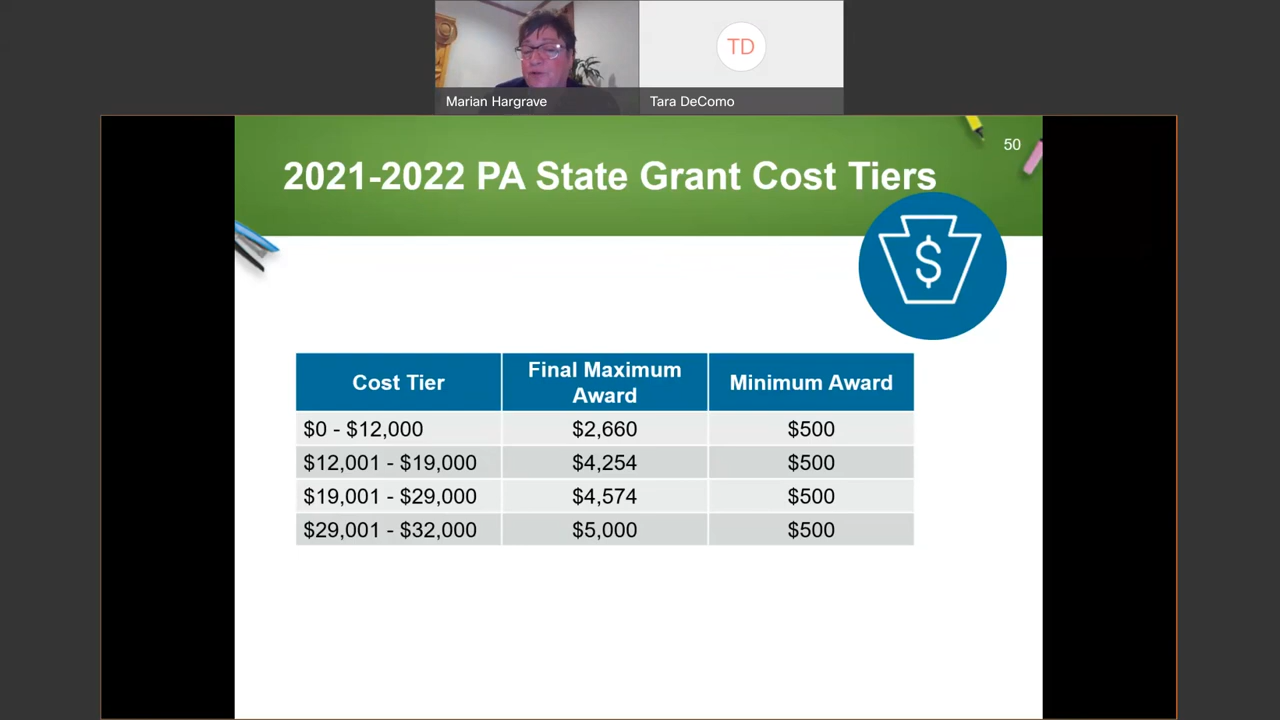 TD
Marian Hargrave
Tara DeComo
50
2021-2022 PA State Grant Cost Tiers
$
Cost Tier
Final Maximum
Award
Minimum Award
$0 - $12,000
$2,660
$500
$12,001 - $19,000
$4,254
$500
$19,001 - $29,000
$4,574
$500
$29,001 - $32,000
$5,000
$500